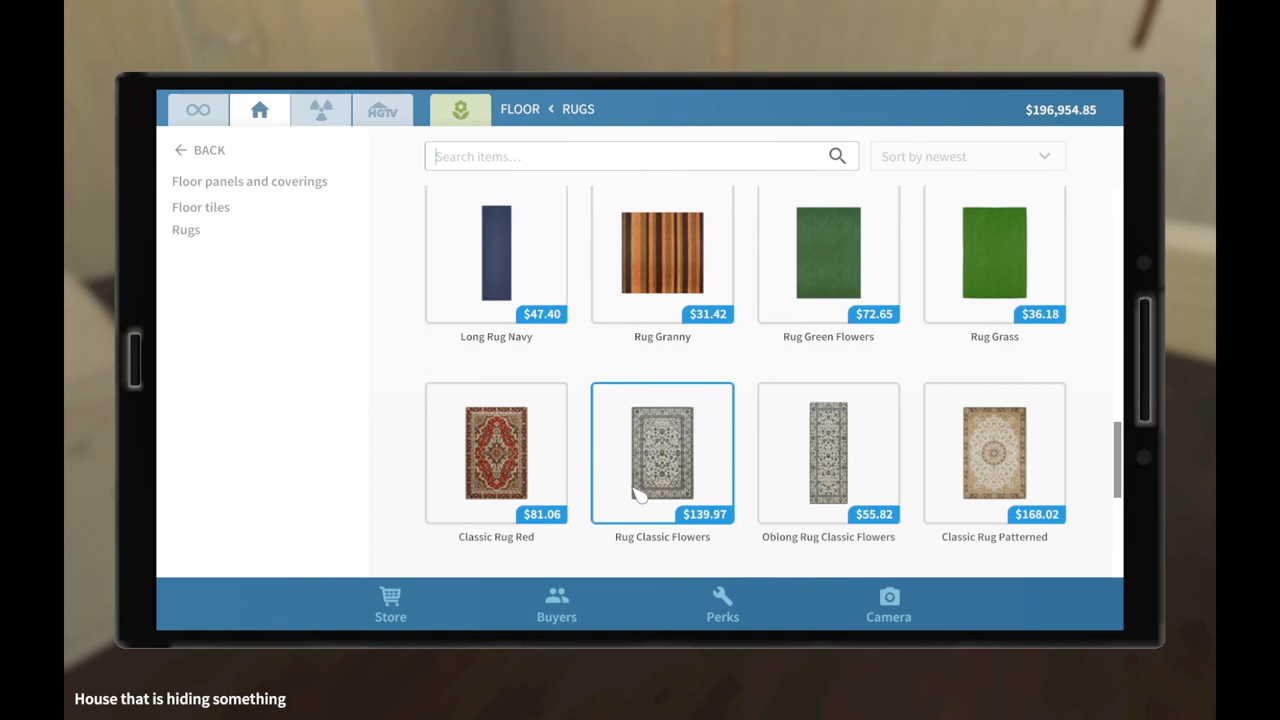 HGTV
FLOOR < RUGS
$196,954.85
BACK
Search items...
Sort by newest
Floor panels and coverings
Floor tiles
Rugs
$47.40
$31.42
$72.65
$36.18
Long Rug Navy
Rug Granny
Rug Green Flowers
Rug Grass
$81.06
$139.97
$55.82
$168.02
Classic Rug Red
Rug Classic Flowers
Oblong Rug Classic Flowers
Classic Rug Patterned
Store
Buyers
Perks
Camera
House that is hiding something